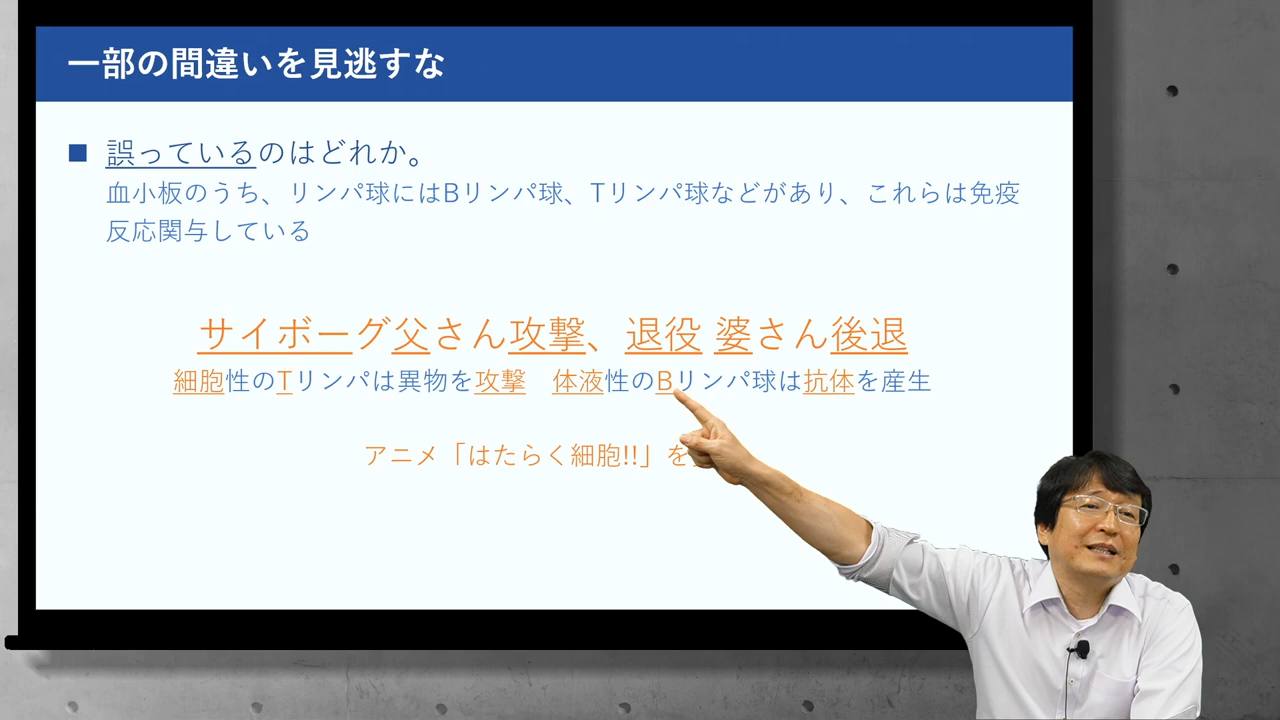 一部の間違いを見逃すな
■ 誤っているのはどれか。
血小板のうち、リンパ球にはBリンパ球、Tリンパ球などがあり、これらは免疫
反応関与している
サイボーグ父さん攻撃、退役 婆さん後退
細胞性のTリンパは異物を攻撃 体液性のBリンパ球は抗体を産生
アニメ「はたらく細胞!!」を